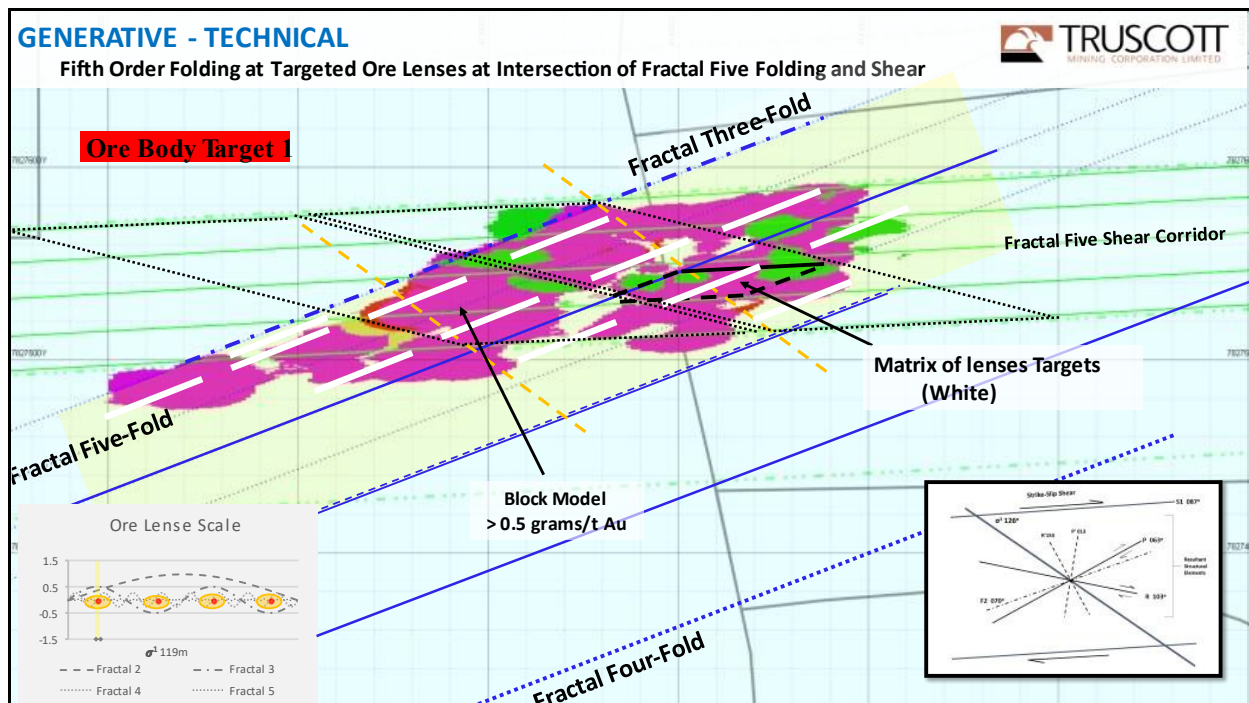 GENERATIVE - TECHNICAL
Fifth Order Folding at Targeted Ore Lenses at Intersection of Fractal Five Folding and Shear
TRUSCOTT
MINING CORPORATION LIMITED
Ore Body Target 1
Fractal Three-Fold
Fractal Five Shear Corridor
Matrix of lenses Targets
(White)
Fractal Five-Fold
Block Model
> 0.5 grams/t Au
Fractal Four-Fold
Ore Lense Scale
1.5
0.5
-0.5
-1.5
σ¹ 119m
Fractal 2
Fractal 3
Fractal 4
Fractal 5
Strike-Slip Shear
S1 087°
P 063°
Resultant
Structural
Elements
F2 070°
R 103°